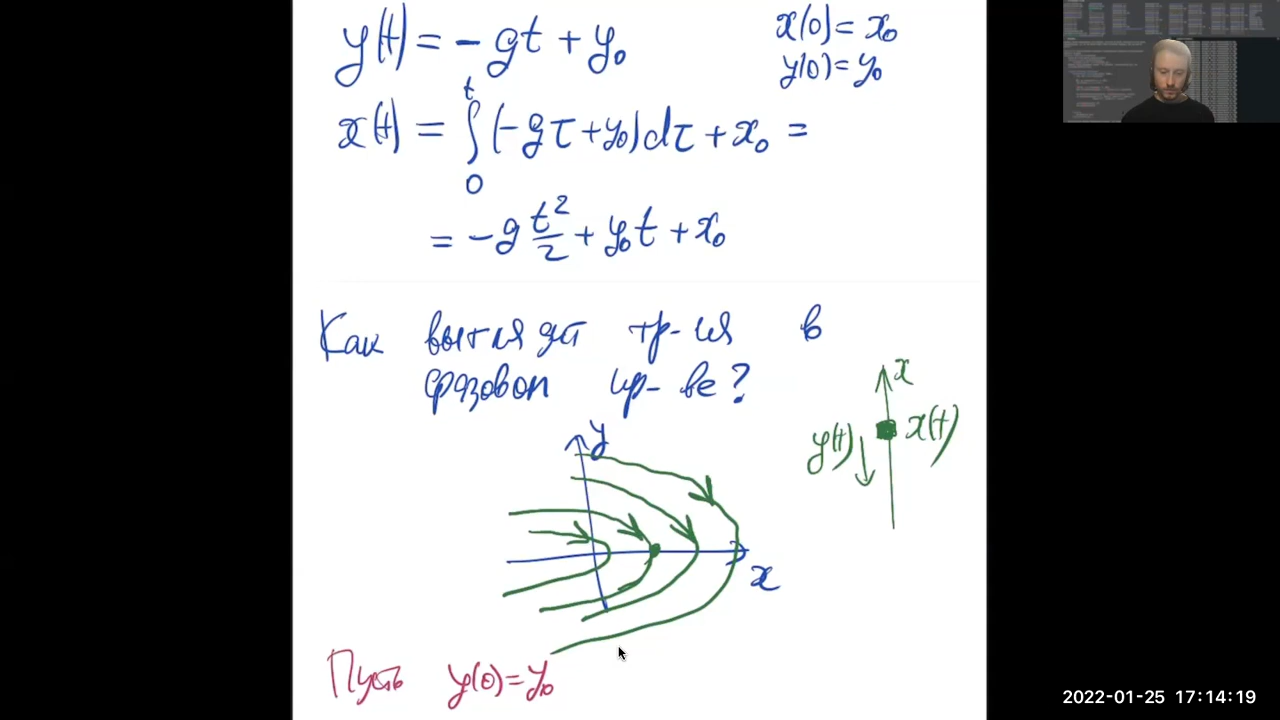 y(t) = - gt + y₀
x(0) = x₀
y(0) = y₀
x(t) = ∫₀ᵗ (-gτ + y₀)dτ + x₀ =
= -g t²/2 + y₀t + x₀
Как выглядят тр-ия в
фазовом пр-ве?
x
y(t) x(t)
y
x
Пусть y(0) = y₀
2022-01-25 17:14:19